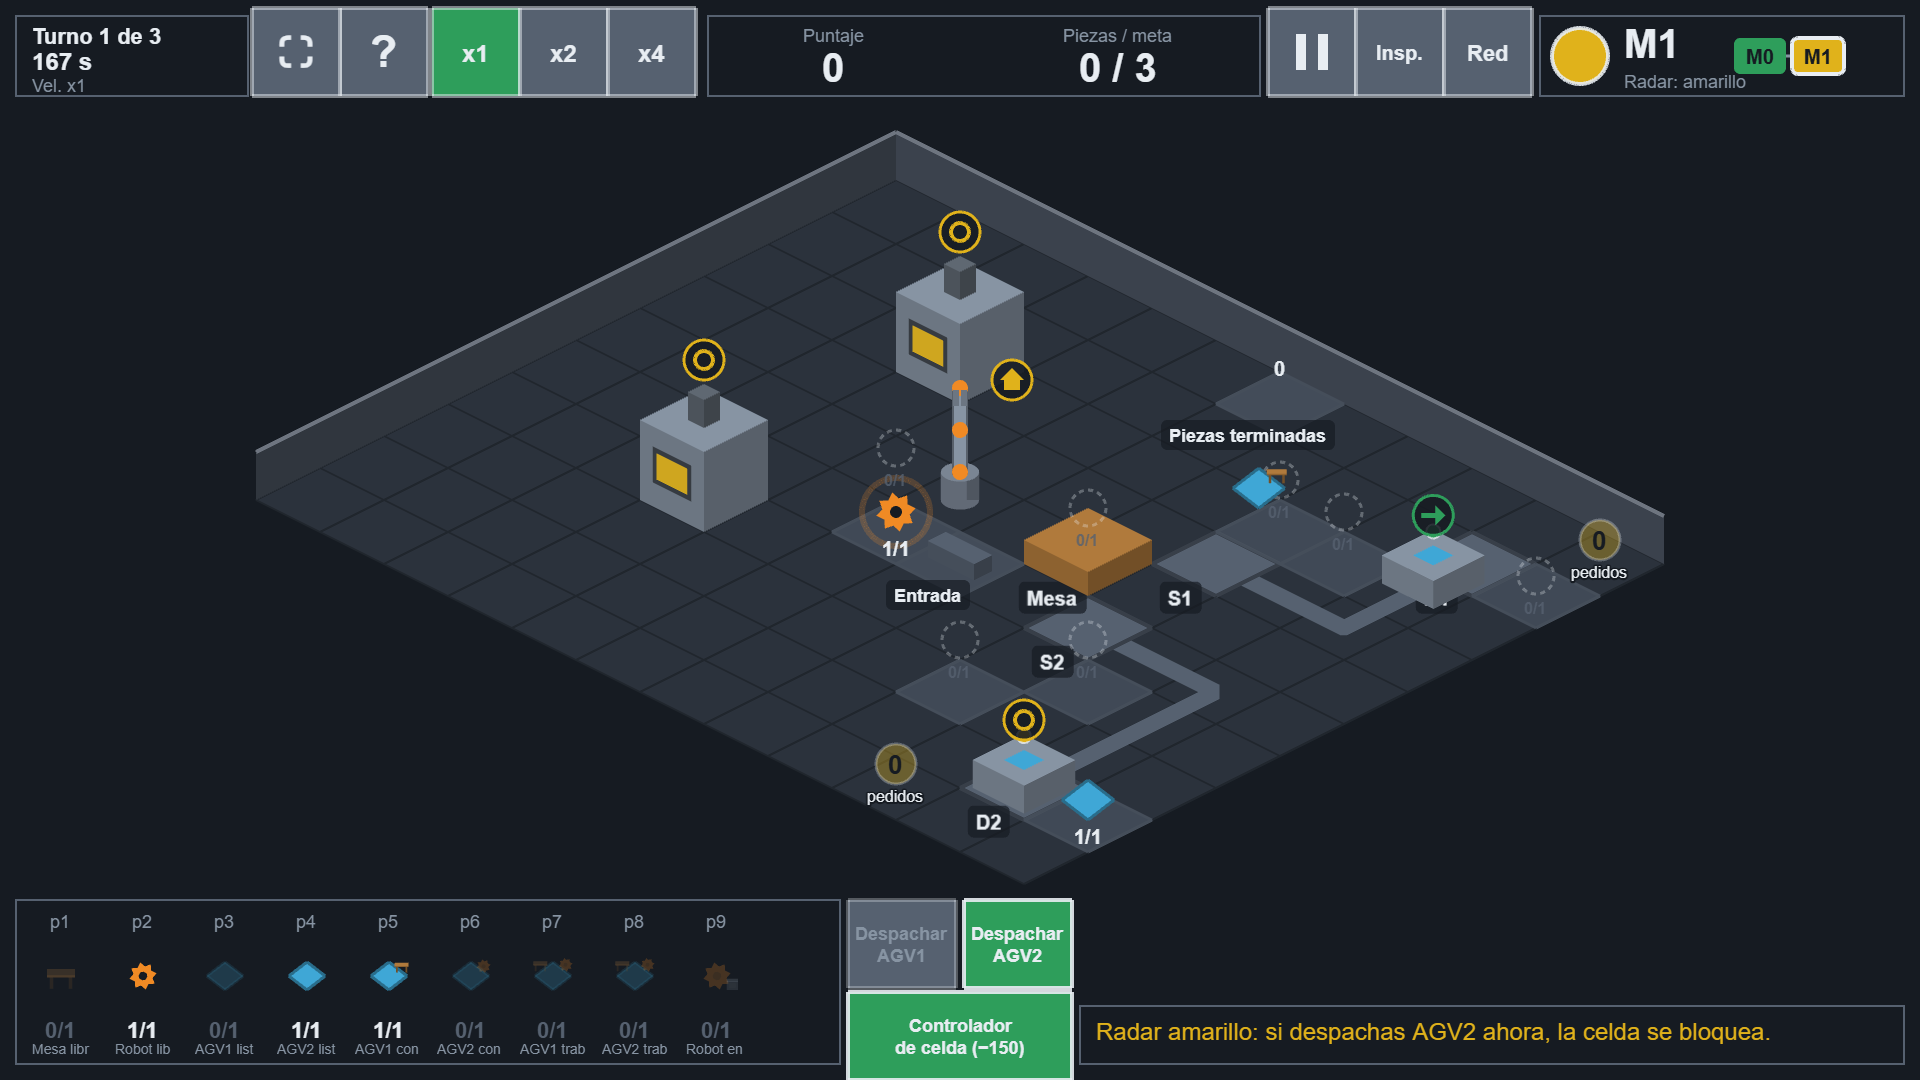 Turno 1 de 3
167 s
Vel. x1
?
x1
x2
x4
Puntaje
0
Piezas / meta
0 / 3
Insp.
Red
M1
Radar: amarillo
M0
M1
0
Piezas terminadas
0/1
0/1
0/1
0/1
0/1
1/1
Entrada
Mesa
S1
0
pedidos
0/1
S2
0/1
0
pedidos
D2
1/1
p1
p2
p3
p4
p5
p6
p7
p8
p9
0/1
1/1
0/1
1/1
1/1
0/1
0/1
0/1
0/1
Mesa libr
Robot lib
AGV1 list
AGV2 list
AGV1 con
AGV2 con
AGV1 trab
AGV2 trab
Robot en
Despachar
AGV1
Despachar
AGV2
Controlador
de celda (−150)
Radar amarillo: si despachas AGV2 ahora, la celda se bloquea.